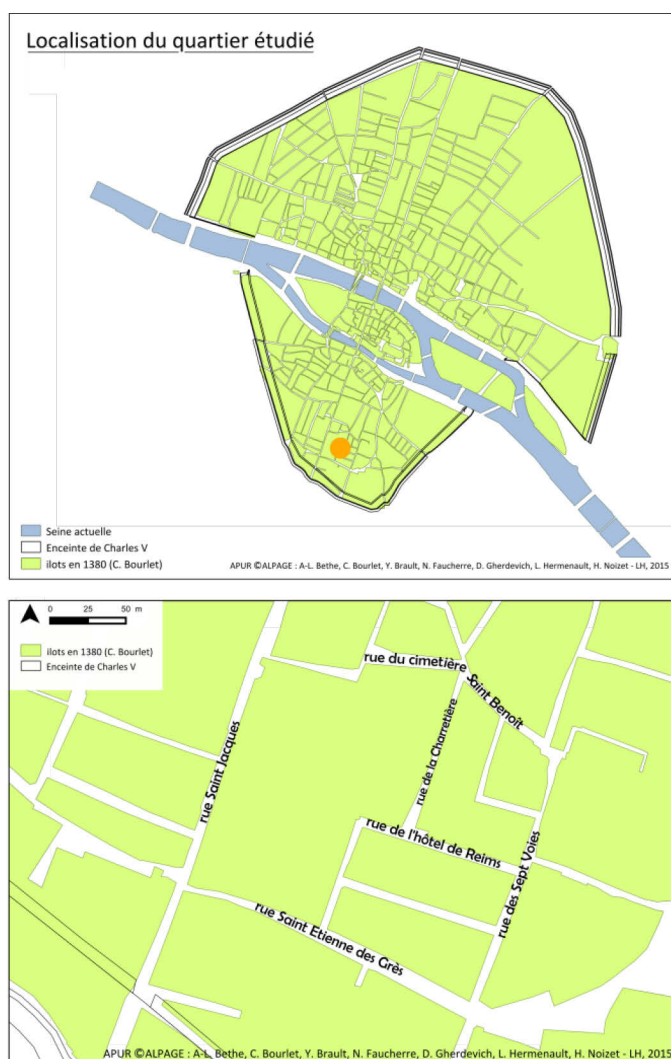 Localisation du quartier étudié
Seine actuelle
Enceinte de Charles V
ilots en 1380 (C. Bourlet)
APUR ©ALPAGE : A-L. Bethe, C. Bourlet, Y. Brault, N. Faucherre, D. Gherdevich, L. Hermenault, H. Noizet - LH, 2015
0 25 50 m
ilots en 1380 (C. Bourlet)
Enceinte de Charles V
rue du cimetière Saint Benoît
rue Saint Jacques
rue de la Charretière
rue de l'hôtel de Reims
rue des Sept Voies
rue Saint Etienne des Grès
APUR ©ALPAGE : A-L. Bethe, C. Bourlet, Y. Brault, N. Faucherre, D. Gherdevich, L. Hermenault, H. Noizet - LH, 2015